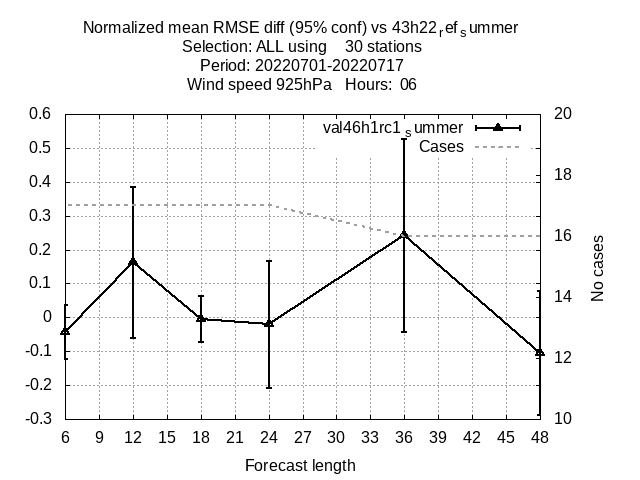 Normalized mean RMSE diff (95% conf) vs 43h22ref summer
Selection: ALL using 30 stations
Period: 20220701-20220717
Wind speed 925hPa Hours: 06
val46h1rc1summer
Cases
0.6
0.5
0.4
0.3
0.2
0.1
0
-0.1
-0.2
-0.3
20
18
16
14
12
10
No cases
6 9 12 15 18 21 24 27 30 33 36 39 42 45 48
Forecast length